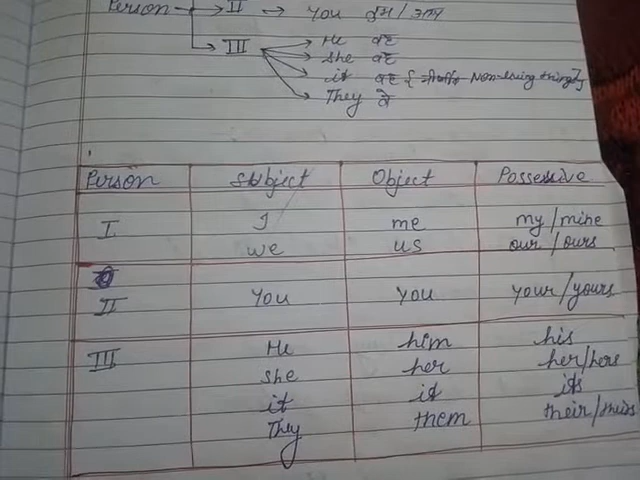 Person → II → You तुम / आप
→ III → He वह
She वह
it वह { Non-living things }
They वे
Person Subject Object Possessive
I I me my/mine
we us our/ours
II You You your/yours
III He him his
She her her/hers
it it its
They them their/theirs